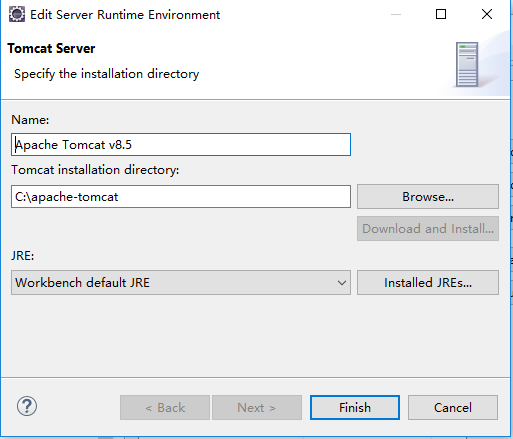 Edit Server Runtime Environment
Tomcat Server
Specify the installation directory
Name:
Apache Tomcat v8.5
Tomcat installation directory:
C:\apache-tomcat
Browse...
Download and Install...
JRE:
Workbench default JRE
Installed JREs...
?
< Back
Next >
Finish
Cancel